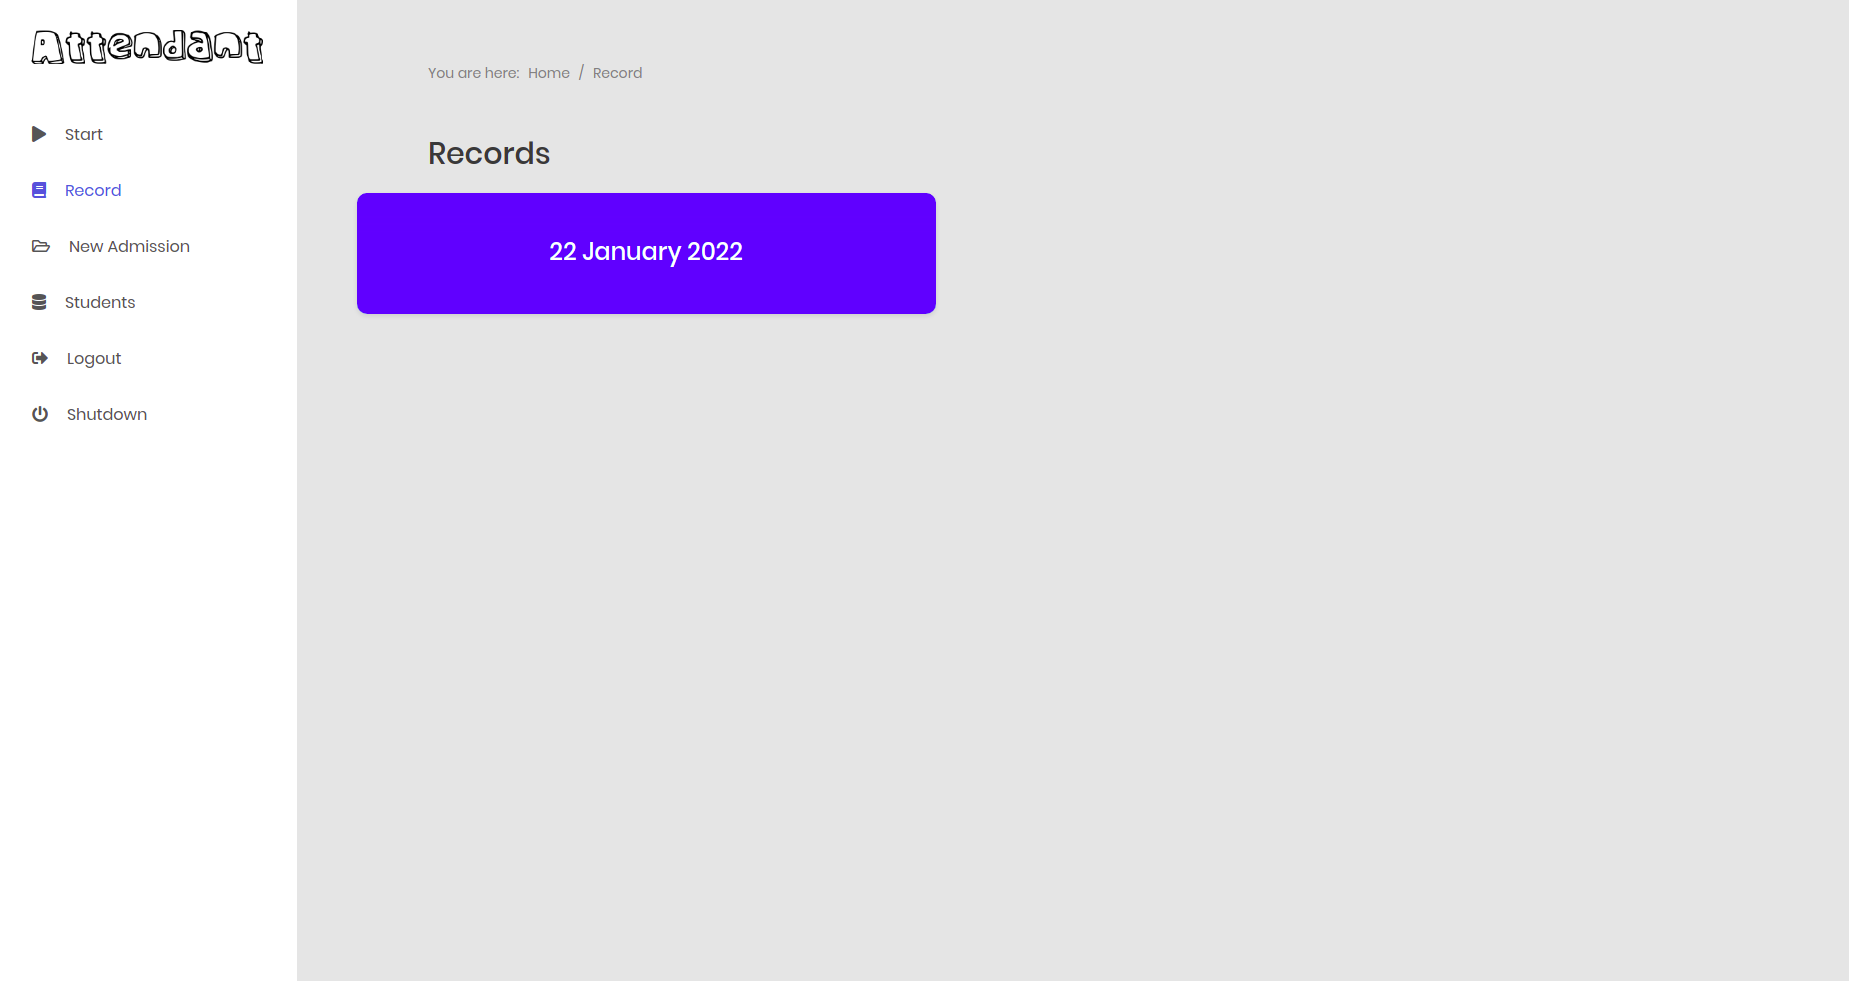 Attendant
Start
Record
New Admission
Students
Logout
Shutdown
You are here: Home / Record
Records
22 January 2022